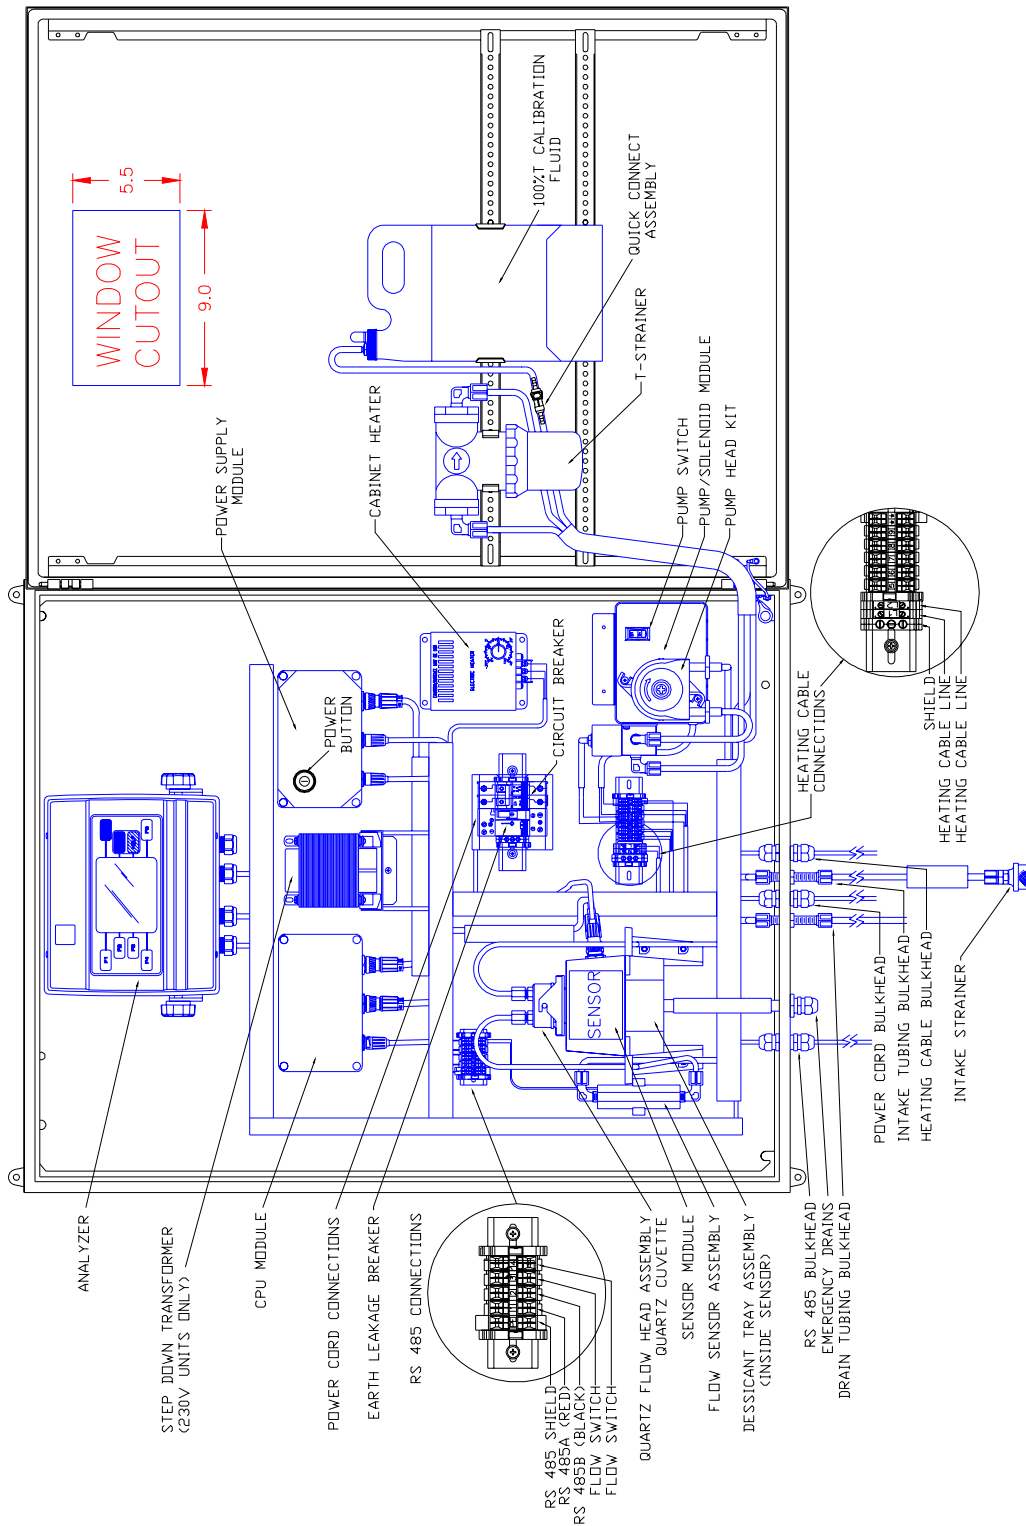 WINDOW
CUTOUT
5.5
9.0
100%T CALIBRATION
FLUID
QUICK CONNECT
ASSEMBLY
T-STRAINER
POWER SUPPLY
MODULE
CABINET HEATER
PUMP SWITCH
PUMP/SOLENOID MODULE
PUMP HEAD KIT
POWER
BUTTON
ELECTRIC HEATER
CIRCUIT BREAKER
HEATING CABLE
CONNECTIONS
SHIELD
HEATING CABLE LINE
HEATING CABLE LINE
SENSOR
ANALYZER
STEP DOWN TRANSFORMER
(230V UNITS ONLY)
CPU MODULE
POWER CORD CONNECTIONS
EARTH LEAKAGE BREAKER
RS 485 CONNECTIONS
RS 485 SHIELD
RS 485A (RED)
RS 485B (BLACK)
FLOW SWITCH
FLOW SWITCH
QUARTZ FLOW HEAD ASSEMBLY
QUARTZ CUVETTE
SENSOR MODULE
FLOW SENSOR ASSEMBLY
DESSICANT TRAY ASSEMBLY
(INSIDE SENSOR)
RS 485 BULKHEAD
EMERGENCY DRAINS
DRAIN TUBING BULKHEAD
POWER CORD BULKHEAD
INTAKE TUBING BULKHEAD
HEATING CABLE BULKHEAD
INTAKE STRAINER